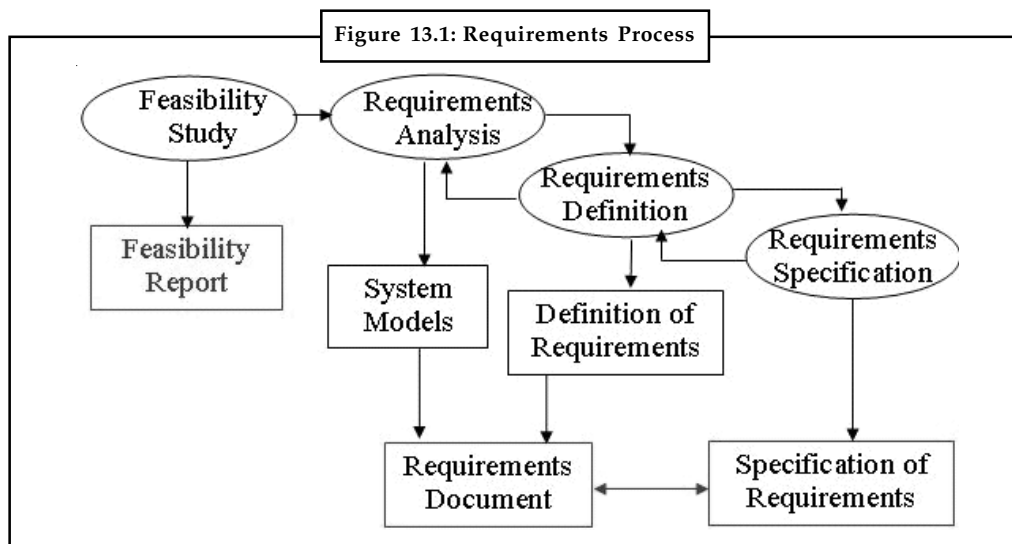 Figure 13.1: Requirements Process
Feasibility
Study
Requirements
Analysis
Requirements
Definition
Requirements
Specification
Feasibility
Report
System
Models
Definition of
Requirements
Requirements
Document
Specification of
Requirements